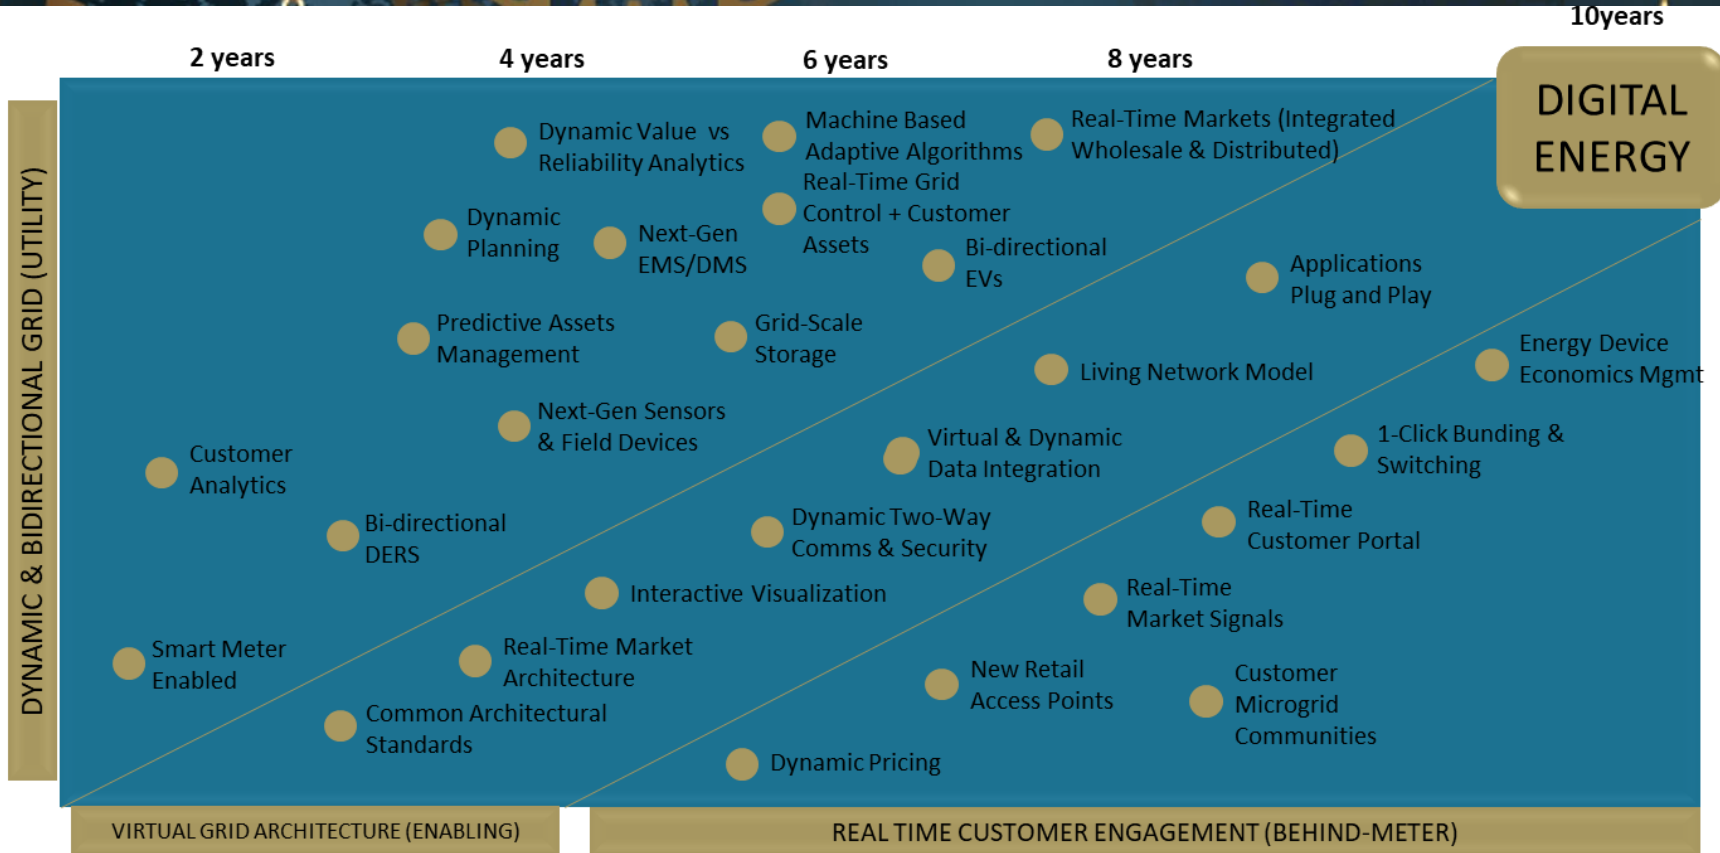 10years
2 years
4 years
6 years
8 years
DIGITAL
ENERGY
DYNAMIC & BIDIRECTIONAL GRID (UTILITY)
Dynamic Value vs
Reliability Analytics
Machine Based
Adaptive Algorithms
Real-Time Markets (Integrated
Wholesale & Distributed)
Real-Time Grid
Control + Customer
Assets
Dynamic
Planning
Next-Gen
EMS/DMS
Bi-directional
EVs
Applications
Plug and Play
Predictive Assets
Management
Grid-Scale
Storage
Living Network Model
Energy Device
Economics Mgmt
Next-Gen Sensors
& Field Devices
Virtual & Dynamic
Data Integration
1-Click Bunding &
Switching
Customer
Analytics
Bi-directional
DERS
Dynamic Two-Way
Comms & Security
Real-Time
Customer Portal
Interactive Visualization
Real-Time
Market Signals
Smart Meter
Enabled
Real-Time Market
Architecture
New Retail
Access Points
Customer
Microgrid
Communities
Common Architectural
Standards
Dynamic Pricing
VIRTUAL GRID ARCHITECTURE (ENABLING)
REAL TIME CUSTOMER ENGAGEMENT (BEHIND-METER)